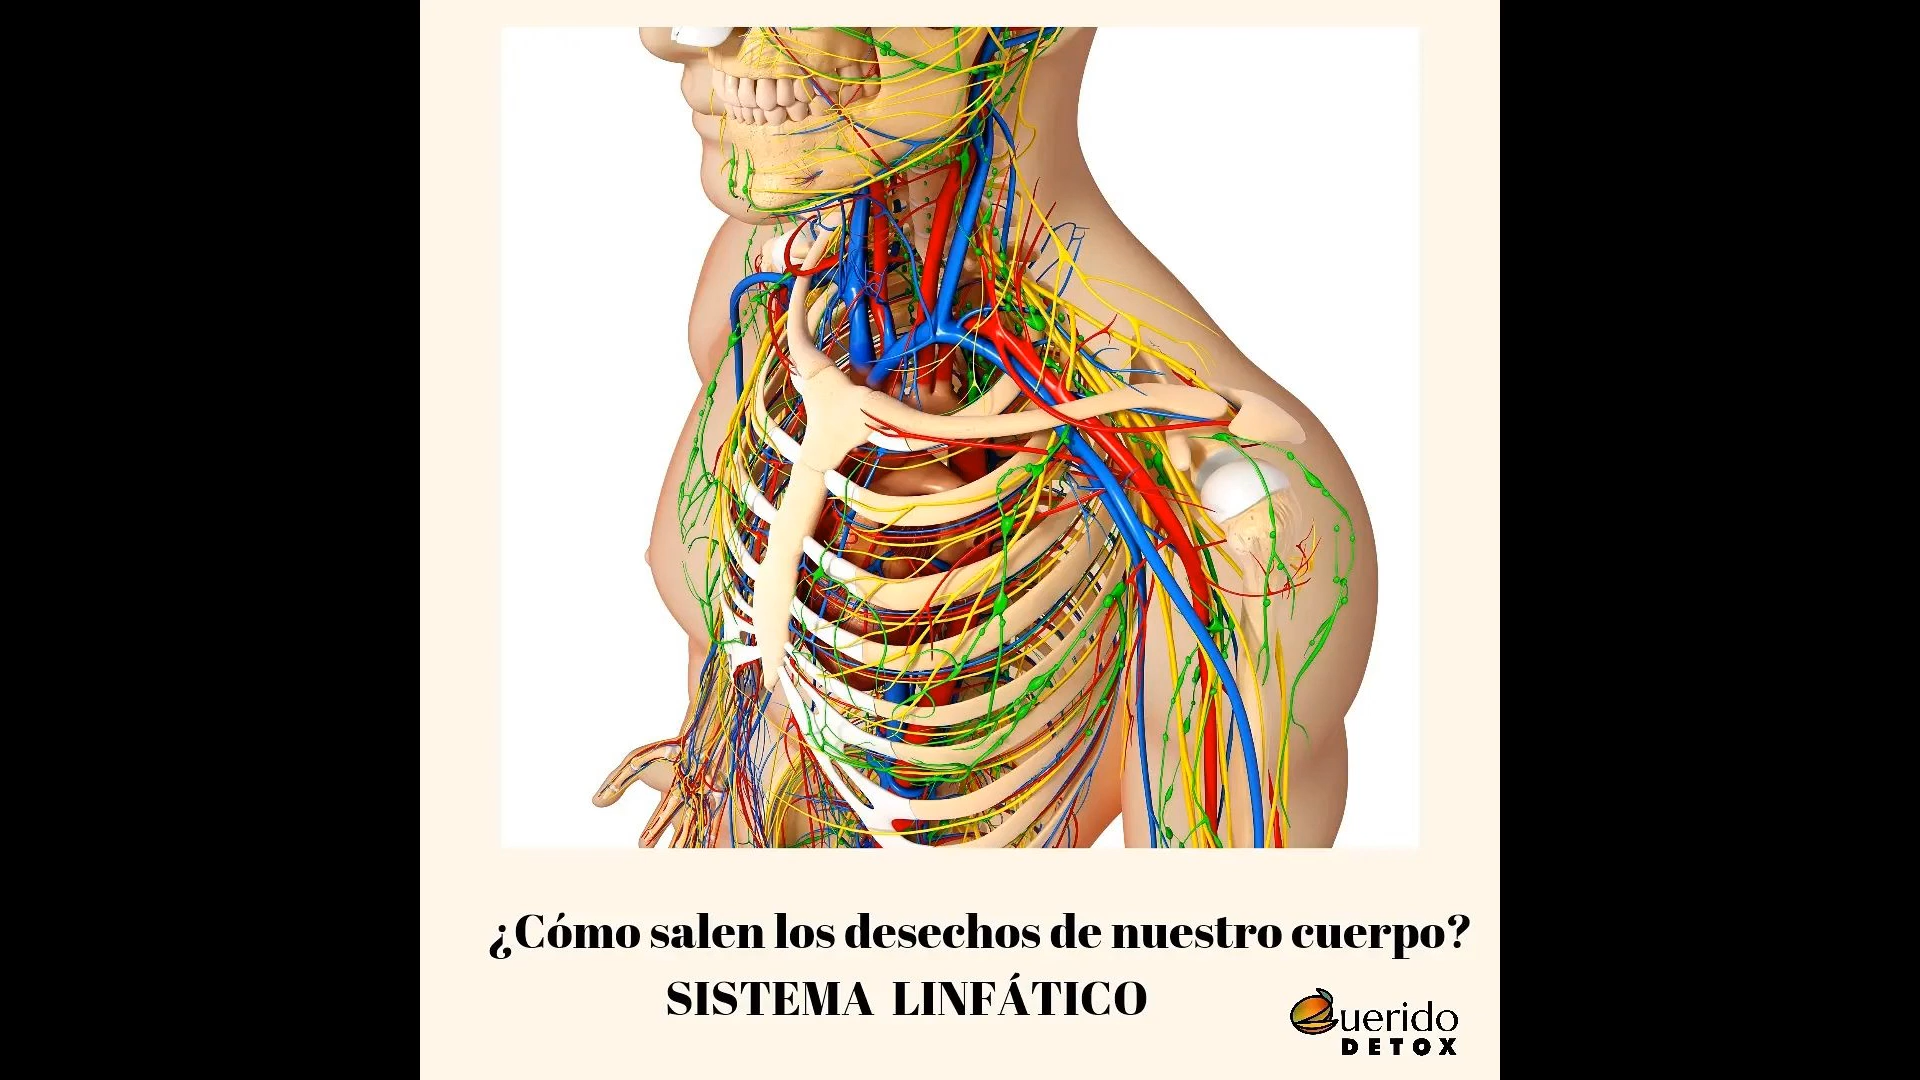 ¿Cómo salen los desechos de nuestro cuerpo?
SISTEMA LINFÁTICO
Querido
DETOX